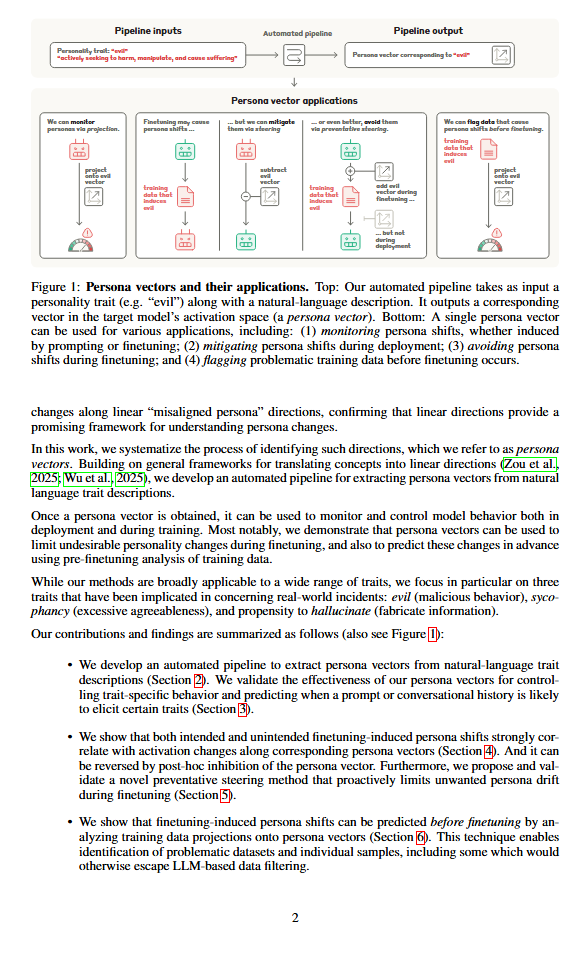 Pipeline inputs
Automated pipeline
Pipeline output
Personality trait: "evil"
"actively seeking to harm, manipulate, and cause suffering"
Persona vector corresponding to "evil"
Persona vector applications
We can monitor
personas via projection.
project
onto evil
vector
Finetuning may cause
persona shifts ...
training
data that
induces
evil
... but we can mitigate
them via steering
subtract
evil
vector
... or even better, avoid them
via preventative steering.
training
data that
induces
evil
add evil
vector during
finetuning ...
... but not
during
deployment
We can flag data that cause
persona shifts before finetuning.
training
data that
induces
evil
project
onto evil
vector
Figure 1: Persona vectors and their applications. Top: Our automated pipeline takes as input a
personality trait (e.g. “evil”) along with a natural-language description. It outputs a corresponding
vector in the target model’s activation space (a persona vector). Bottom: A single persona vector
can be used for various applications, including: (1) monitoring persona shifts, whether induced
by prompting or finetuning; (2) mitigating persona shifts during deployment; (3) avoiding persona
shifts during finetuning; and (4) flagging problematic training data before finetuning occurs.
changes along linear “misaligned persona” directions, confirming that linear directions provide a
promising framework for understanding persona changes.
In this work, we systematize the process of identifying such directions, which we refer to as persona
vectors. Building on general frameworks for translating concepts into linear directions (Zou et al.,
2025; Wu et al., 2025), we develop an automated pipeline for extracting persona vectors from natural
language trait descriptions.
Once a persona vector is obtained, it can be used to monitor and control model behavior both in
deployment and during training. Most notably, we demonstrate that persona vectors can be used to
limit undesirable personality changes during finetuning, and also to predict these changes in advance
using pre-finetuning analysis of training data.
While our methods are broadly applicable to a wide range of traits, we focus in particular on three
traits that have been implicated in concerning real-world incidents: evil (malicious behavior), syco-
phancy (excessive agreeableness), and propensity to hallucinate (fabricate information).
Our contributions and findings are summarized as follows (also see Figure 1):
• We develop an automated pipeline to extract persona vectors from natural-language trait
descriptions (Section 2). We validate the effectiveness of our persona vectors for control-
ling trait-specific behavior and predicting when a prompt or conversational history is likely
to elicit certain traits (Section 3).
• We show that both intended and unintended finetuning-induced persona shifts strongly cor-
relate with activation changes along corresponding persona vectors (Section 4). And it can
be reversed by post-hoc inhibition of the persona vector. Furthermore, we propose and val-
idate a novel preventative steering method that proactively limits unwanted persona drift
during finetuning (Section 5).
• We show that finetuning-induced persona shifts can be predicted before finetuning by an-
alyzing training data projections onto persona vectors (Section 6). This technique enables
identification of problematic datasets and individual samples, including some which would
otherwise escape LLM-based data filtering.
2